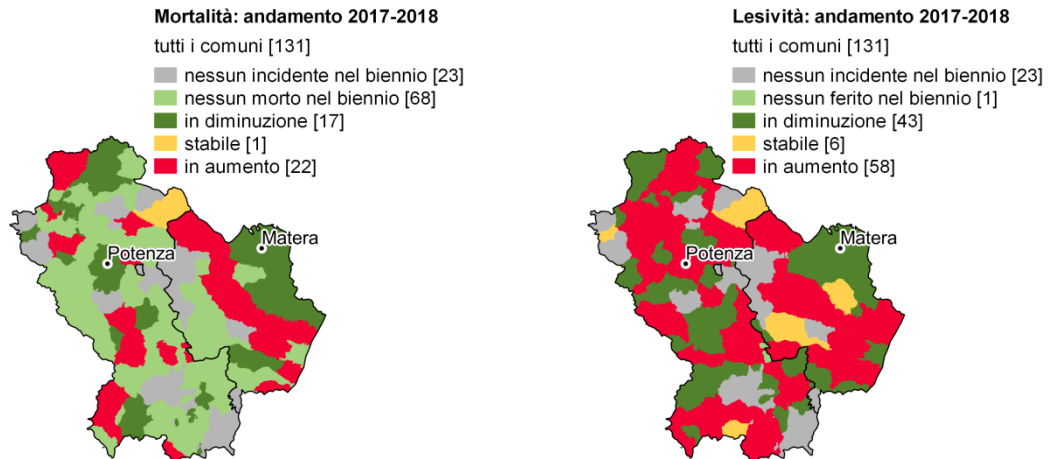 Mortalità: andamento 2017-2018
tutti i comuni [131]
nessun incidente nel biennio [23]
nessun morto nel biennio [68]
in diminuzione [17]
stabile [1]
in aumento [22]
Matera
Potenza
Lesività: andamento 2017-2018
tutti i comuni [131]
nessun incidente nel biennio [23]
nessun ferito nel biennio [1]
in diminuzione [43]
stabile [6]
in aumento [58]
Matera
Potenza